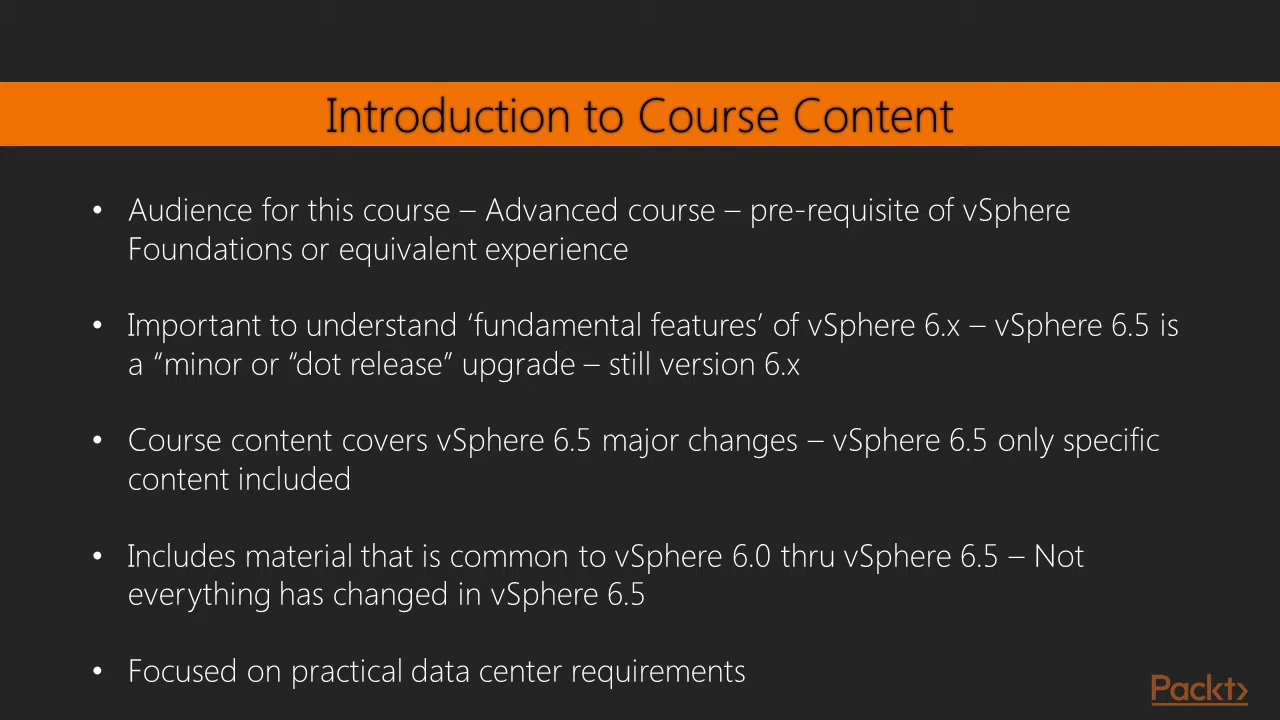 Introduction to Course Content
• Audience for this course – Advanced course – pre-requisite of vSphere
Foundations or equivalent experience
• Important to understand ‘fundamental features’ of vSphere 6.x – vSphere 6.5 is
a “minor or “dot release” upgrade – still version 6.x
• Course content covers vSphere 6.5 major changes – vSphere 6.5 only specific
content included
• Includes material that is common to vSphere 6.0 thru vSphere 6.5 – Not
everything has changed in vSphere 6.5
• Focused on practical data center requirements
Packt>